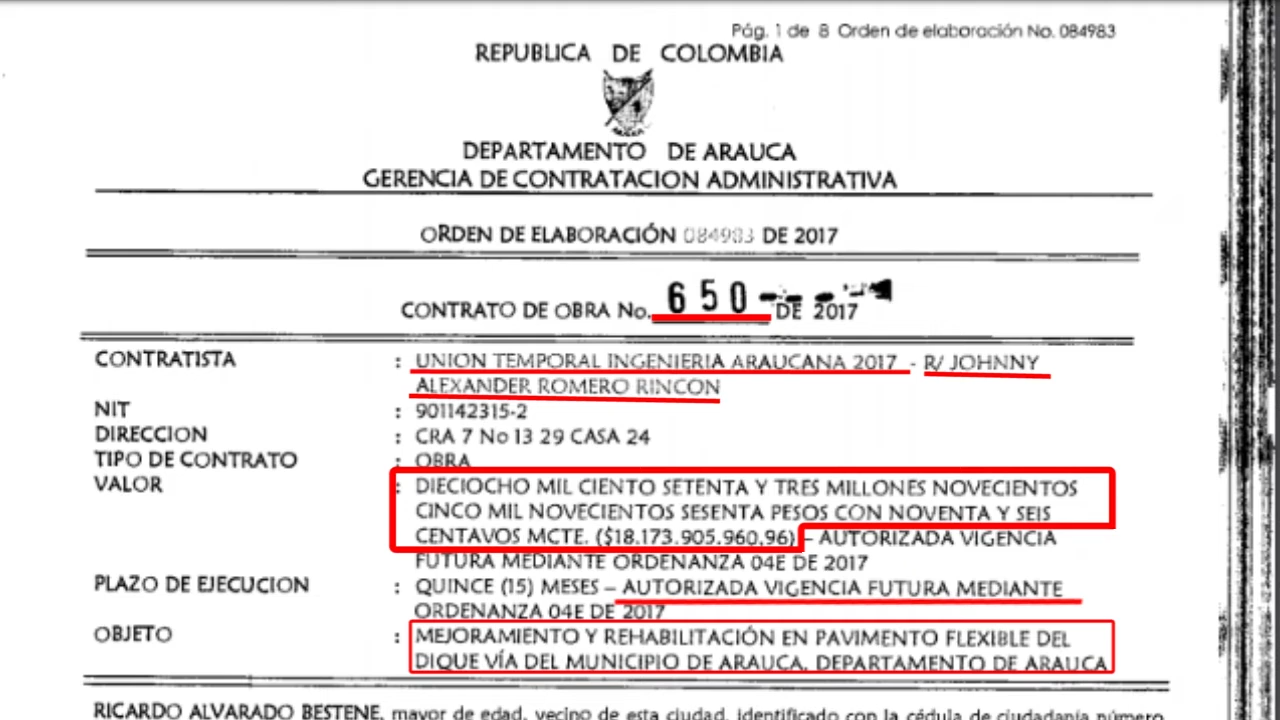 Pág. 1 de 8 Orden de elaboración No. 084983
REPUBLICA DE COLOMBIA
DEPARTAMENTO DE ARAUCA
GERENCIA DE CONTRATACION ADMINISTRATIVA
ORDEN DE ELABORACIÓN 084983 DE 2017
CONTRATO DE OBRA No. 650 DE 2017
CONTRATISTA : UNION TEMPORAL INGENIERIA ARAUCANA 2017 - R/ JOHNNY
ALEXANDER ROMERO RINCON
NIT : 901142315-2
DIRECCION : CRA 7 No 13 29 CASA 24
TIPO DE CONTRATO : OBRA
VALOR : DIECIOCHO MIL CIENTO SETENTA Y TRES MILLONES NOVECIENTOS
CINCO MIL NOVECIENTOS SESENTA PESOS CON NOVENTA Y SEIS
CENTAVOS MCTE. ($18.173.905.960,96) – AUTORIZADA VIGENCIA
FUTURA MEDIANTE ORDENANZA 04E DE 2017
PLAZO DE EJECUCION : QUINCE (15) MESES – AUTORIZADA VIGENCIA FUTURA MEDIANTE
ORDENANZA 04E DE 2017
OBJETO : MEJORAMIENTO Y REHABILITACIÓN EN PAVIMENTO FLEXIBLE DEL
DIQUE VÍA DEL MUNICIPIO DE ARAUCA, DEPARTAMENTO DE ARAUCA
RICARDO ALVARADO BESTENE, mayor de edad, vecino de esta ciudad, identificado con la cédula de ciudadanía número